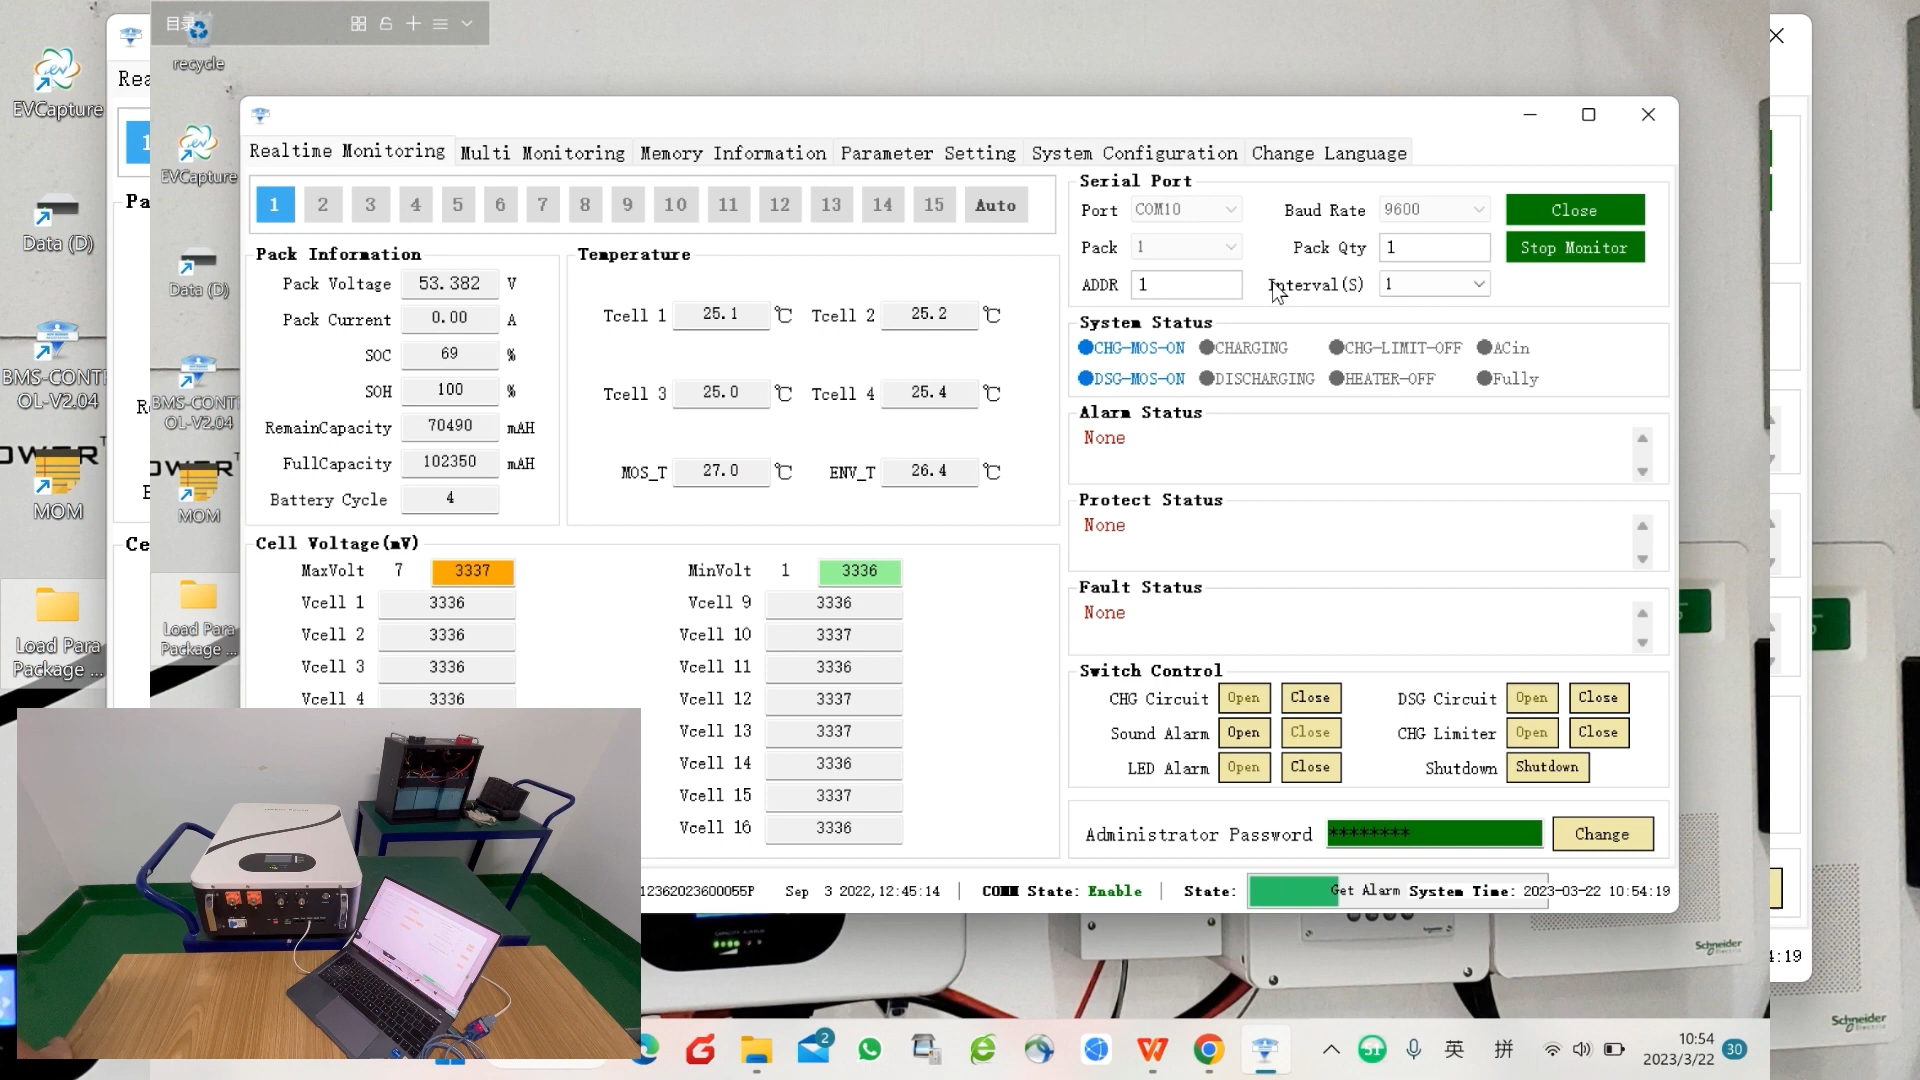 目录
recycle
EVCapture
EVCapture
Data (D)
Data (D)
BMS-CONT
OL-V2.04
BMS-CONT
OL-V2.04
MOM
MOM
Load Para
Package ...
Load Para
Package ...
Realtime Monitoring
Multi Monitoring
Memory Information
Parameter Setting
System Configuration
Change Language
1 2 3 4 5 6 7 8 9 10 11 12 13 14 15 Auto
Pack Information
Pack Voltage 53.382 V
Pack Current 0.00 A
SOC 69 %
SOH 100 %
RemainCapacity 70490 mAH
FullCapacity 102350 mAH
Battery Cycle 4
Temperature
Tcell 1 25.1 ℃ Tcell 2 25.2 ℃
Tcell 3 25.0 ℃ Tcell 4 25.4 ℃
MOS_T 27.0 ℃ ENV_T 26.4 ℃
Cell Voltage(mV)
MaxVolt 7 3337 MinVolt 1 3336
Vcell 1 3336 Vcell 9 3336
Vcell 2 3336 Vcell 10 3337
Vcell 3 3336 Vcell 11 3336
Vcell 4 3336 Vcell 12 3337
Vcell 13 3337
Vcell 14 3336
Vcell 15 3337
Vcell 16 3336
Serial Port
Port COM10 Baud Rate 9600 Close
Pack 1 Pack Qty 1 Stop Monitor
ADDR 1 Interval(S) 1
System Status
CHG-MOS-ON CHARGING CHG-LIMIT-OFF ACin
DSG-MOS-ON DISCHARGING HEATER-OFF Fully
Alarm Status
None
Protect Status
None
Fault Status
None
Switch Control
CHG Circuit Open Close DSG Circuit Open Close
Sound Alarm Open Close CHG Limiter Open Close
LED Alarm Open Close Shutdown Shutdown
Administrator Password ******** Change
12362023600055P Sep 3 2022,12:45:14 | COMM State: Enable | State: Get Alarm System Time: 2023-03-22 10:54:19
Schneider
Electric
4:19
Schneider
Electric
2
英 拼
10:54
2023/3/22
30